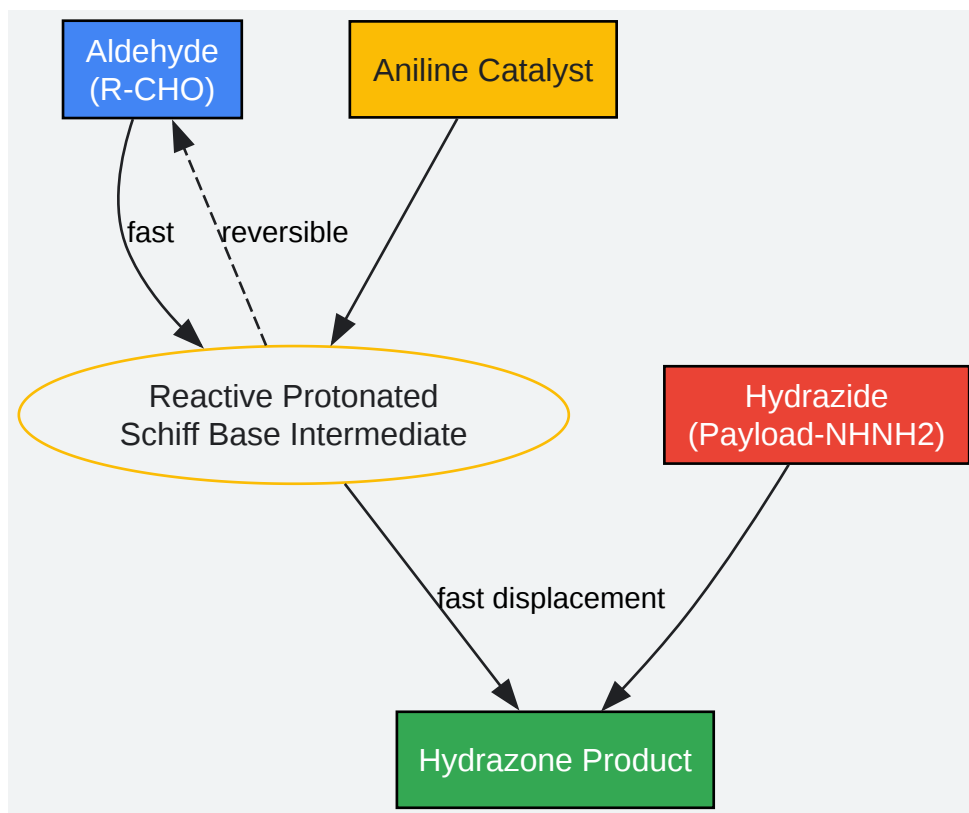 Aldehyde
(R-CHO)
Aniline Catalyst
fast
reversible
Reactive Protonated
Schiff Base Intermediate
Hydrazide
(Payload-NHNH2)
fast displacement
Hydrazone Product